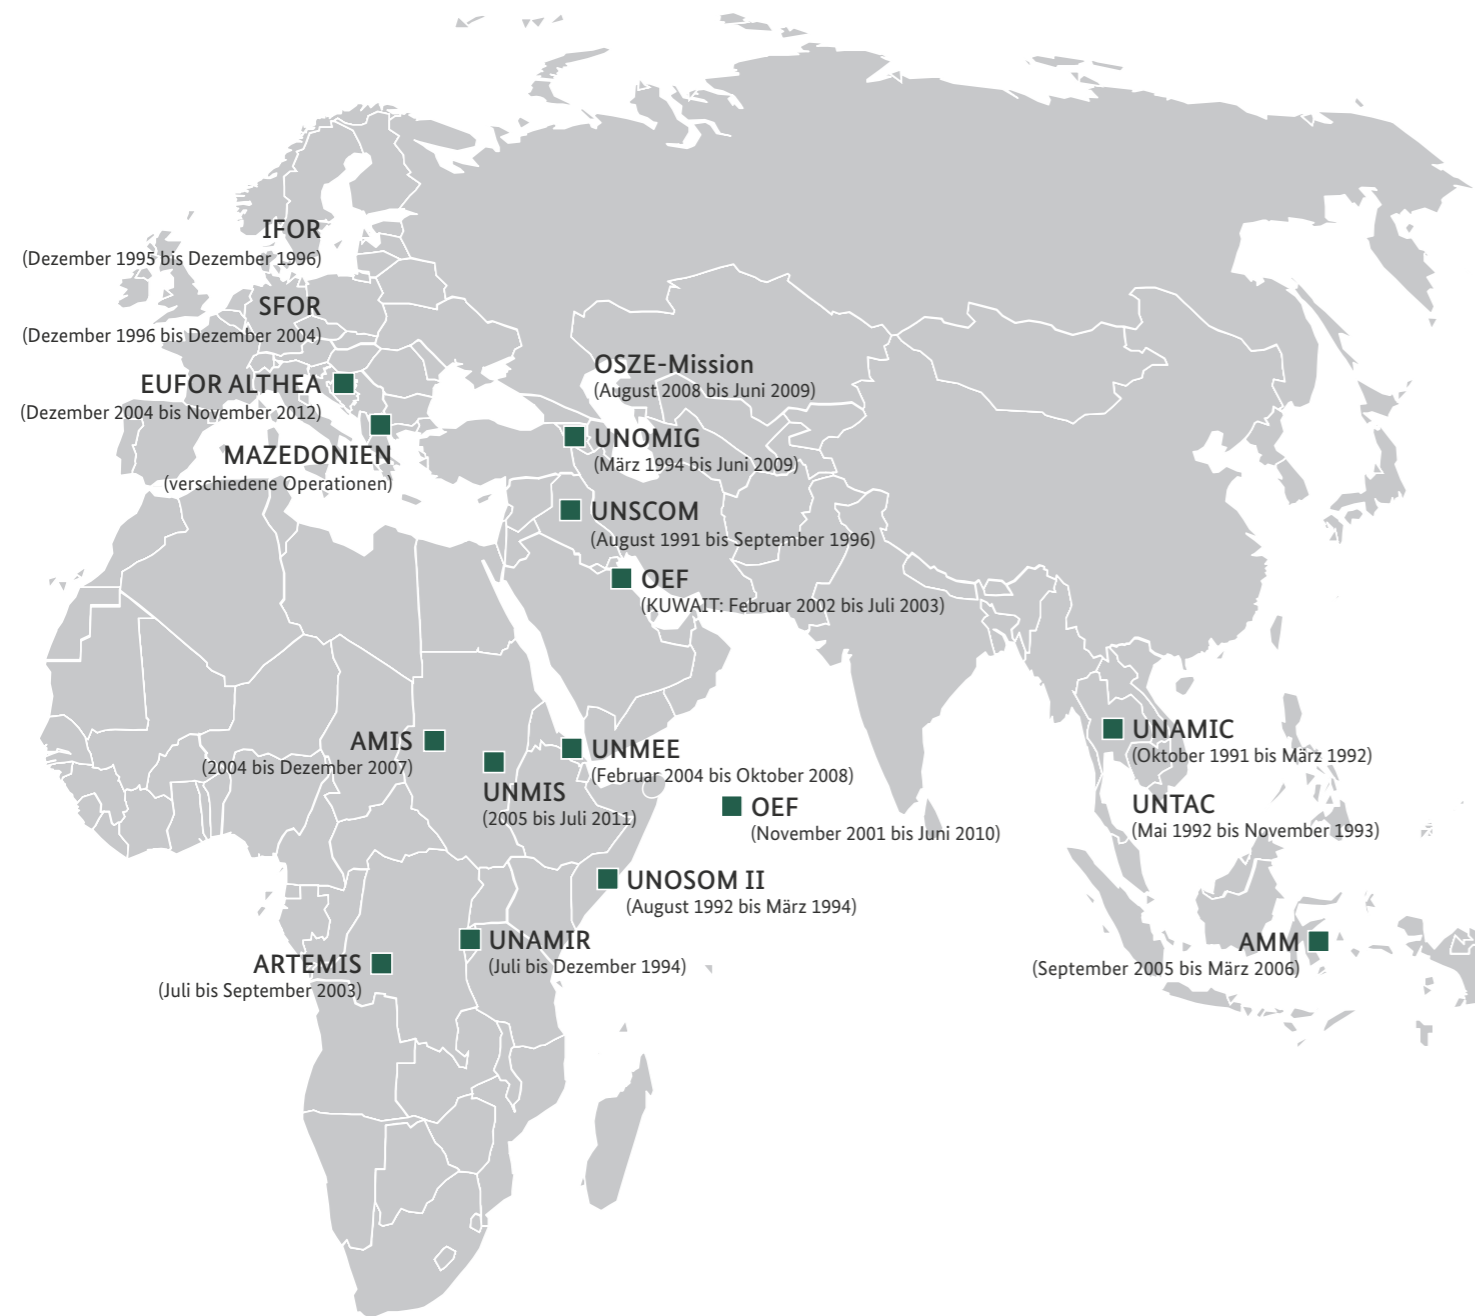 IFOR
(Dezember 1995 bis Dezember 1996)
SFOR
(Dezember 1996 bis Dezember 2004)
EUFOR ALTHEA
(Dezember 2004 bis November 2012)
MAZEDONIEN
(verschiedene Operationen)
OSZE-Mission
(August 2008 bis Juni 2009)
UNOMIG
(März 1994 bis Juni 2009)
UNSCOM
(August 1991 bis September 1996)
OEF
(KUWAIT: Februar 2002 bis Juli 2003)
AMIS
(2004 bis Dezember 2007)
UNMIS
(2005 bis Juli 2011)
UNMEE
(Februar 2004 bis Oktober 2008)
OEF
(November 2001 bis Juni 2010)
UNOSOM II
(August 1992 bis März 1994)
UNAMIR
(Juli bis Dezember 1994)
ARTEMIS
(Juli bis September 2003)
UNAMIC
(Oktober 1991 bis März 1992)
UNTAC
(Mai 1992 bis November 1993)
AMM
(September 2005 bis März 2006)